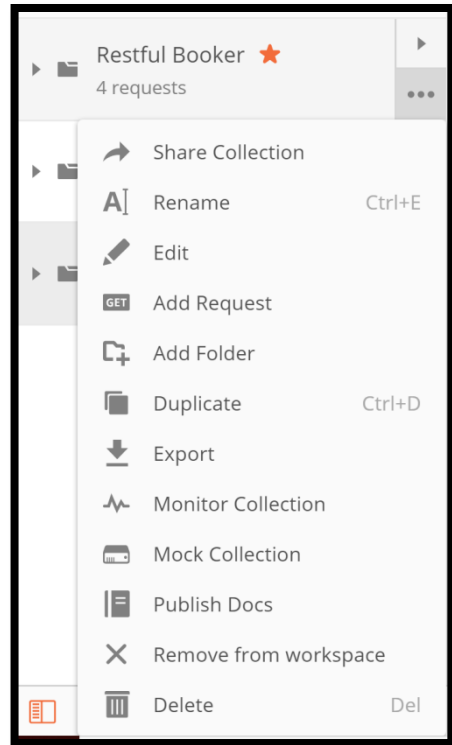 Restful Booker
4 requests
Share Collection
Rename Ctrl+E
Edit
GET Add Request
Add Folder
Duplicate Ctrl+D
Export
Monitor Collection
Mock Collection
Publish Docs
Remove from workspace
Delete Del